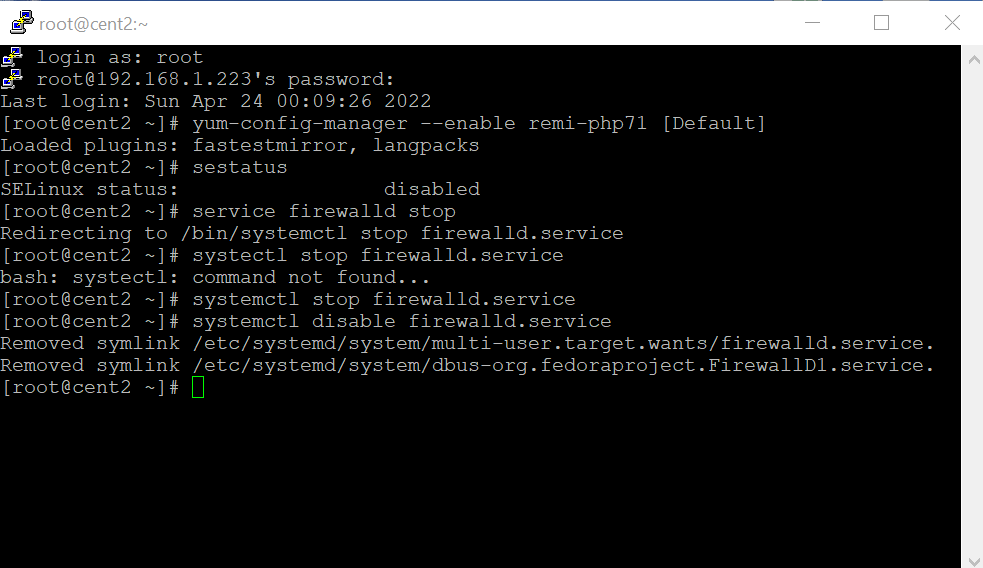 root@cent2:~
login as: root
root@192.168.1.223's password:
Last login: Sun Apr 24 00:09:26 2022
[root@cent2 ~]# yum-config-manager --enable remi-php71 [Default]
Loaded plugins: fastestmirror, langpacks
[root@cent2 ~]# sestatus
SELinux status:                 disabled
[root@cent2 ~]# service firewalld stop
Redirecting to /bin/systemctl stop firewalld.service
[root@cent2 ~]# systectl stop firewalld.service
bash: systectl: command not found...
[root@cent2 ~]# systemctl stop firewalld.service
[root@cent2 ~]# systemctl disable firewalld.service
Removed symlink /etc/systemd/system/multi-user.target.wants/firewalld.service.
Removed symlink /etc/systemd/system/dbus-org.fedoraproject.FirewallD1.service.
[root@cent2 ~]#